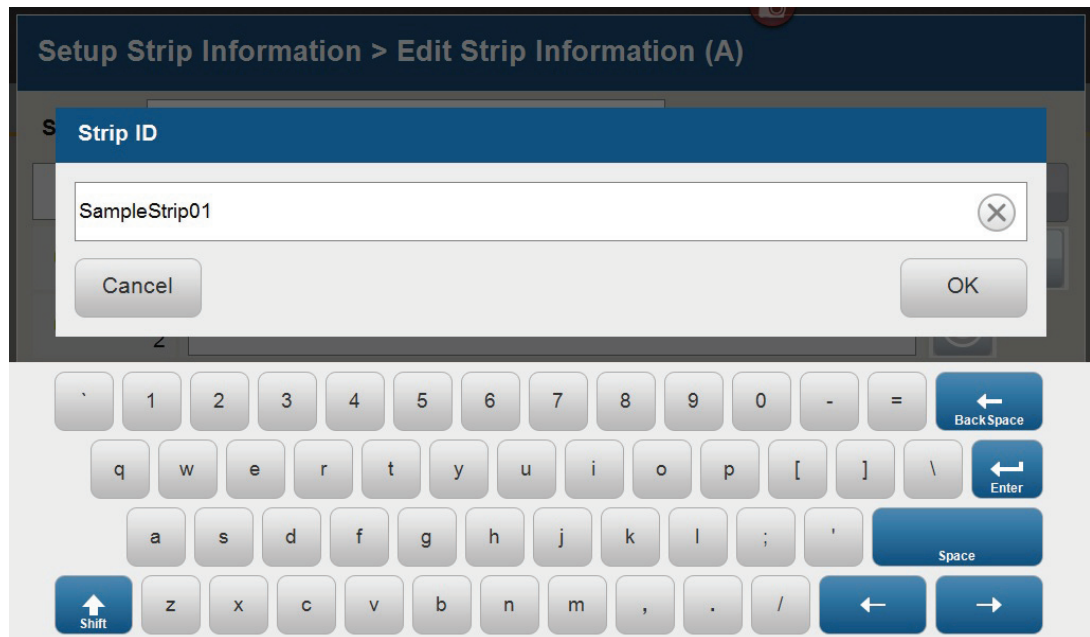 Setup Strip Information > Edit Strip Information (A)
S
Strip ID
SampleStrip01
Cancel
OK
2
` 1 2 3 4 5 6 7 8 9 0 - = BackSpace
q w e r t y u i o p [ ] \ Enter
a s d f g h j k l ; ' Space
Shift z x c v b n m , . /